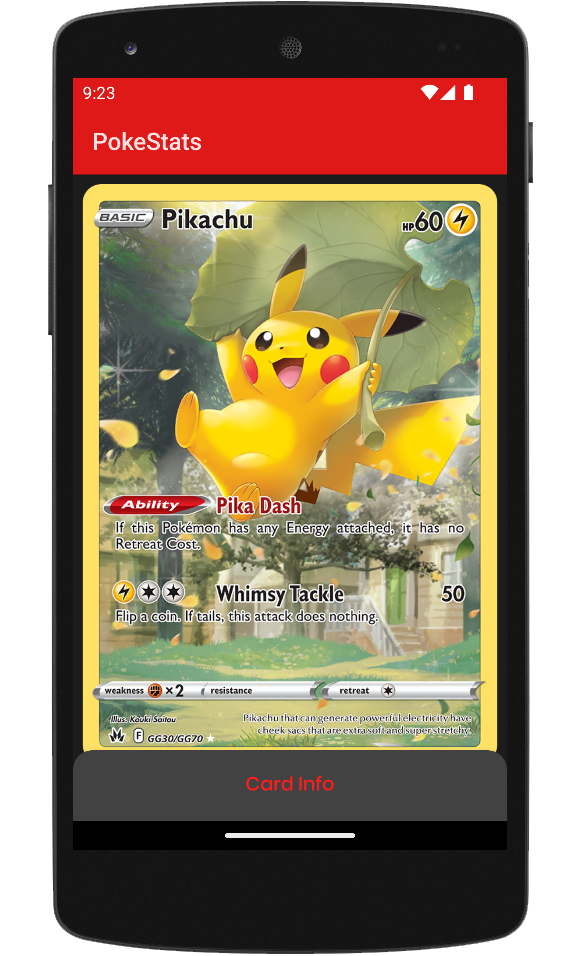 9:23
PokeStats
BASIC Pikachu HP60
Ability Pika Dash
If this Pokémon has any Energy attached, it has no
Retreat Cost.
Whimsy Tackle 50
Flip a coin. If tails, this attack does nothing.
weakness ×2 resistance retreat
Illus. Kouki Saitou
Pikachu that can generate powerful electricity have
cheek sacs that are extra soft and super stretchy.
F GG30/GG70
Card Info